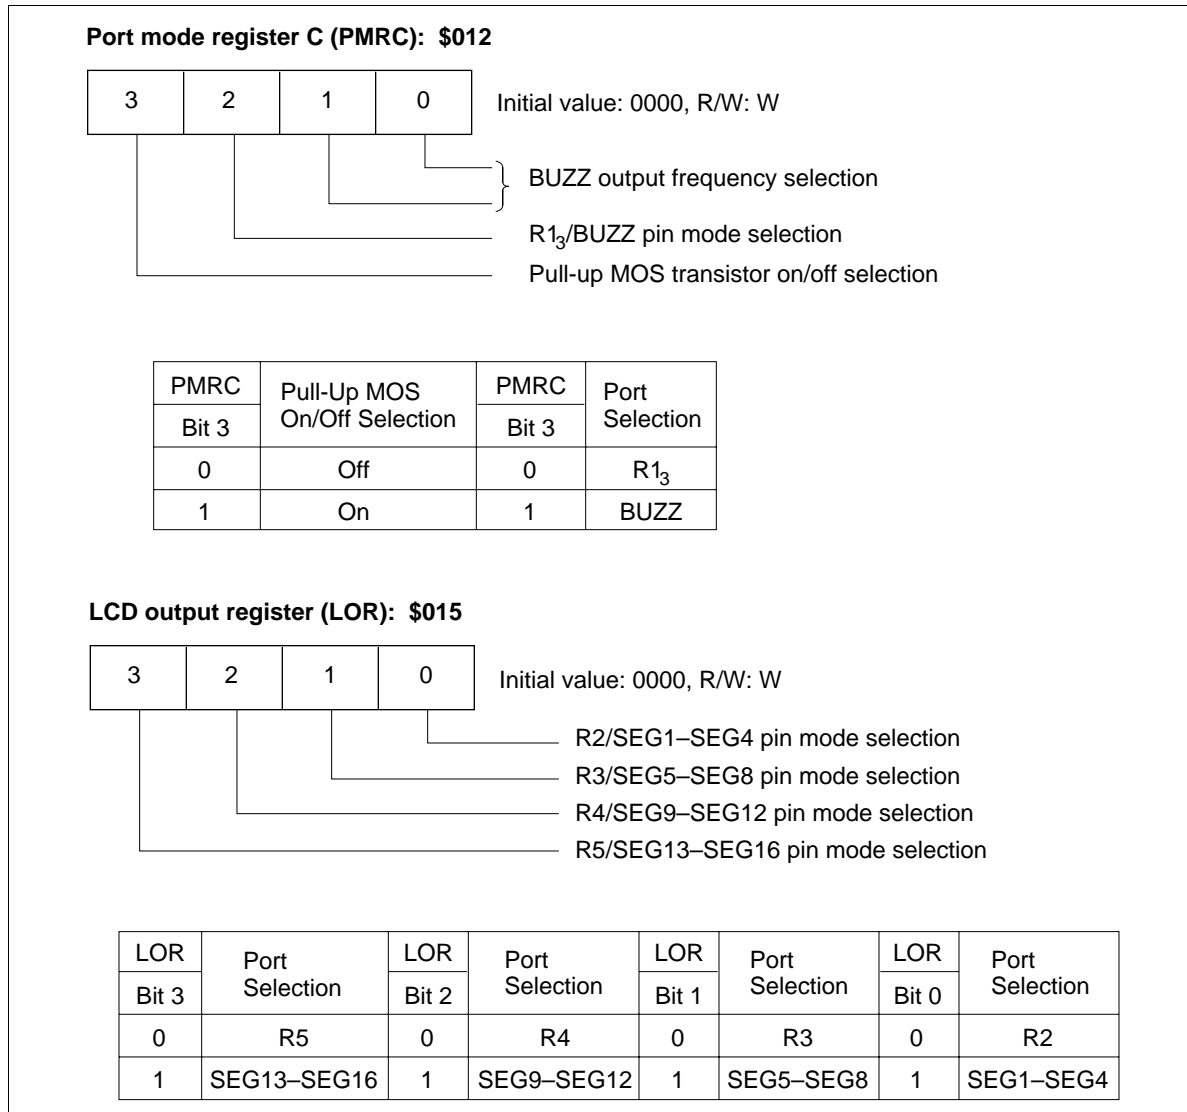 Port mode register C (PMRC): $012
3 2 1 0 Initial value: 0000, R/W: W
BUZZ output frequency selection
R1₃/BUZZ pin mode selection
Pull-up MOS transistor on/off selection
PMRC Pull-Up MOS On/Off Selection PMRC Port Selection
Bit 3 Bit 3
0 Off 0 R1₃
1 On 1 BUZZ
LCD output register (LOR): $015
3 2 1 0 Initial value: 0000, R/W: W
R2/SEG1–SEG4 pin mode selection
R3/SEG5–SEG8 pin mode selection
R4/SEG9–SEG12 pin mode selection
R5/SEG13–SEG16 pin mode selection
LOR Port Selection LOR Port Selection LOR Port Selection LOR Port Selection
Bit 3 Bit 2 Bit 1 Bit 0
0 R5 0 R4 0 R3 0 R2
1 SEG13–SEG16 1 SEG9–SEG12 1 SEG5–SEG8 1 SEG1–SEG4